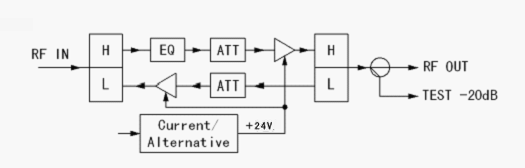 RF IN
H
EQ
ATT
H
L
ATT
L
RF OUT
TEST -20dB
Current/
Alternative
+24V.